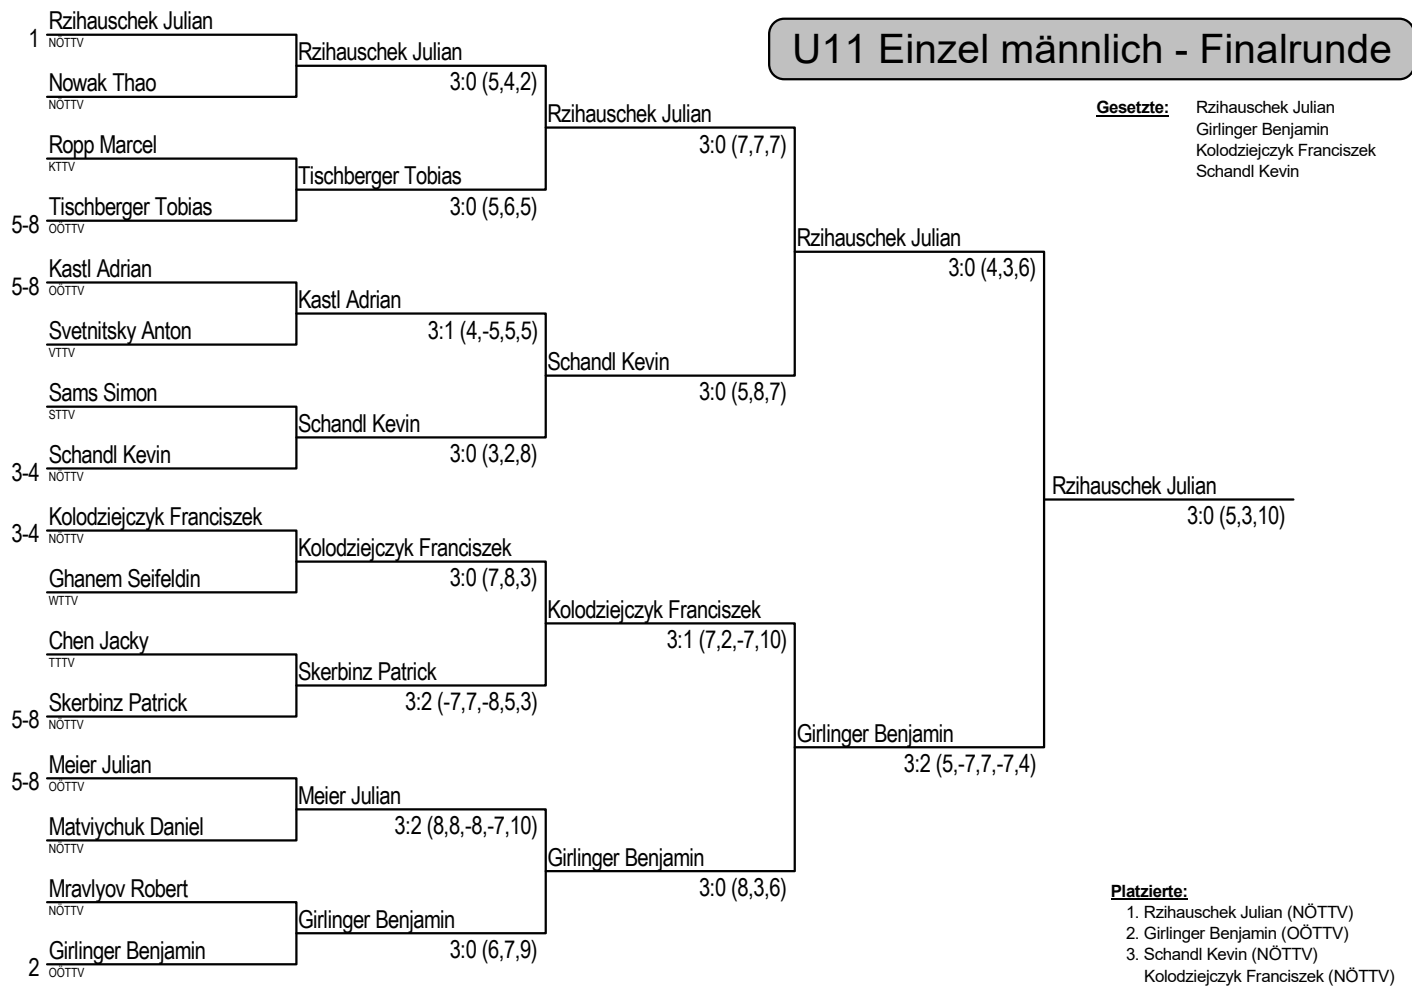 U11 Einzel männlich - Finalrunde
Gesetzte: Rzihauschek Julian
Girlinger Benjamin
Kolodziejczyk Franciszek
Schandl Kevin
1 Rzihauschek Julian
NÖTTV
Nowak Thao
NÖTTV
Ropp Marcel
KTTV
5-8 Tischberger Tobias
OÖTTV
5-8 Kastl Adrian
OÖTTV
Svetnitsky Anton
VTTV
Sams Simon
STTV
3-4 Schandl Kevin
NÖTTV
3-4 Kolodziejczyk Franciszek
NÖTTV
Ghanem Seifeldin
WTTV
Chen Jacky
TTTV
5-8 Skerbinz Patrick
NÖTTV
5-8 Meier Julian
OÖTTV
Matviychuk Daniel
NÖTTV
Mravlyov Robert
NÖTTV
2 Girlinger Benjamin
OÖTTV
Rzihauschek Julian
3:0 (5,4,2)
Tischberger Tobias
3:0 (5,6,5)
Kastl Adrian
3:1 (4,-5,5,5)
Schandl Kevin
3:0 (3,2,8)
Kolodziejczyk Franciszek
3:0 (7,8,3)
Skerbinz Patrick
3:2 (-7,7,-8,5,3)
Meier Julian
3:2 (8,8,-8,-7,10)
Girlinger Benjamin
3:0 (6,7,9)
Rzihauschek Julian
3:0 (7,7,7)
Schandl Kevin
3:0 (5,8,7)
Kolodziejczyk Franciszek
3:1 (7,2,-7,10)
Girlinger Benjamin
3:0 (8,3,6)
Rzihauschek Julian
3:0 (4,3,6)
Girlinger Benjamin
3:2 (5,-7,7,-7,4)
Rzihauschek Julian
3:0 (5,3,10)
Platzierte:
1. Rzihauschek Julian (NÖTTV)
2. Girlinger Benjamin (OÖTTV)
3. Schandl Kevin (NÖTTV)
Kolodziejczyk Franciszek (NÖTTV)